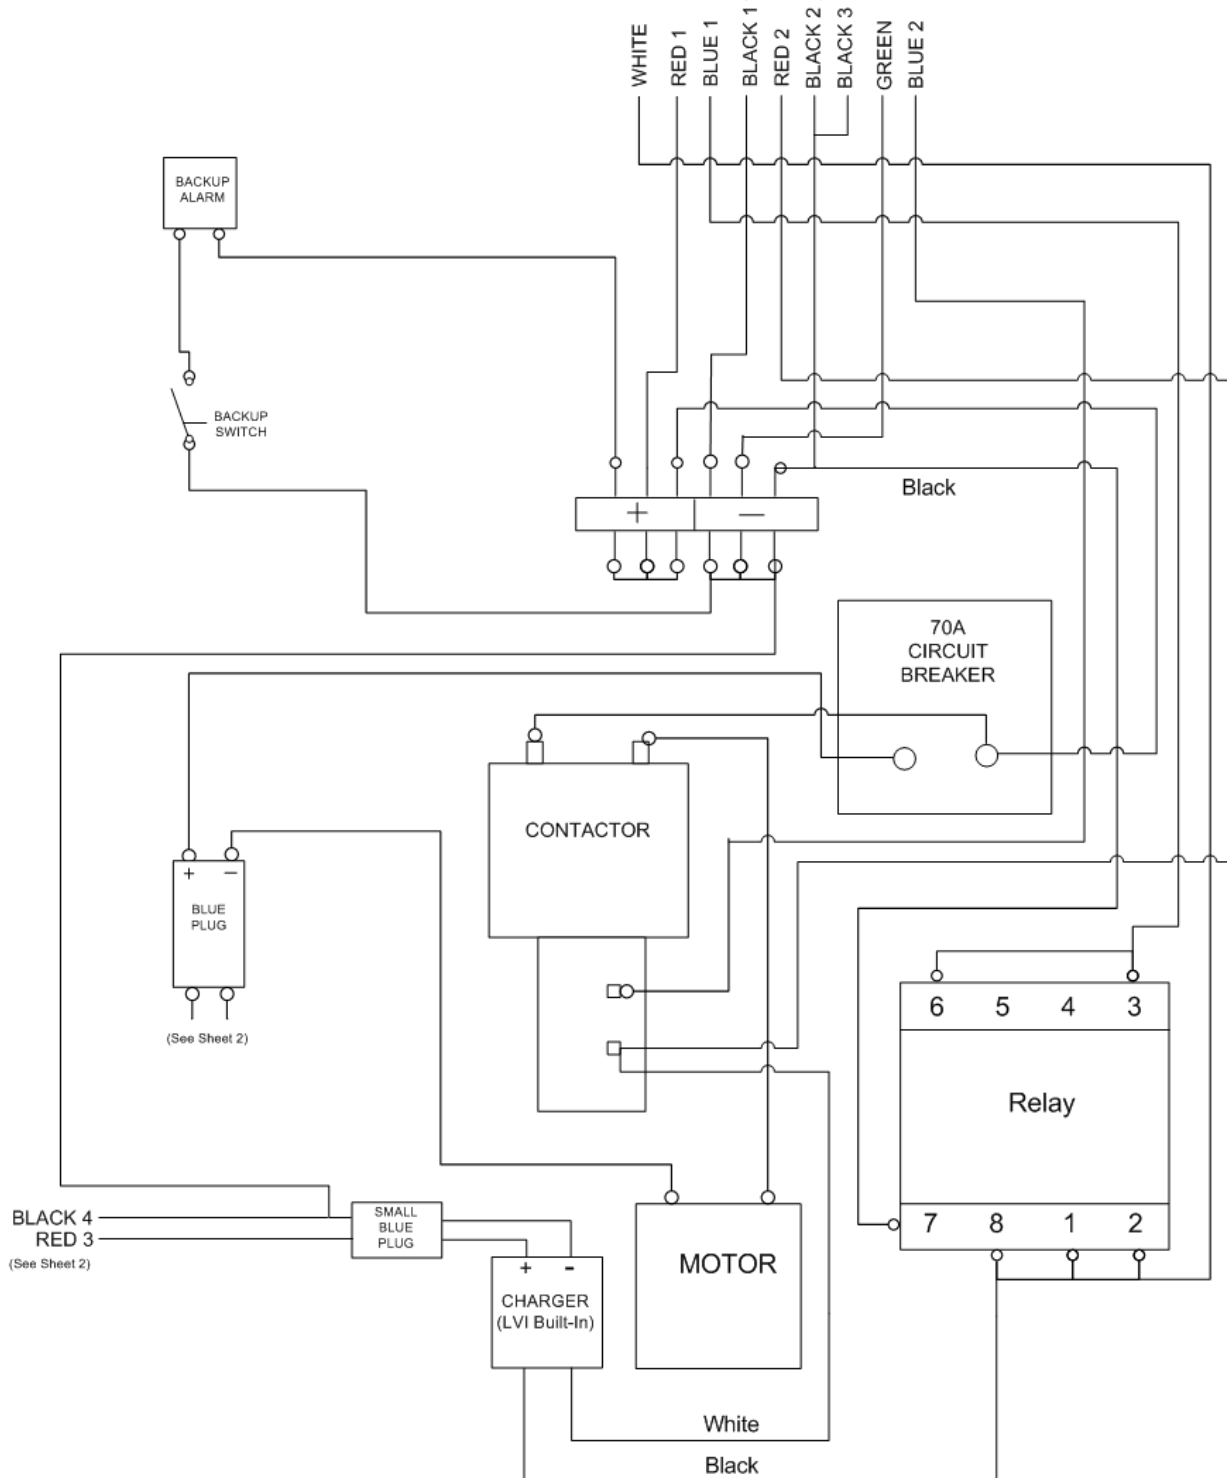 WHITE
RED 1
BLUE 1
BLACK 1
RED 2
BLACK 2
BLACK 3
GREEN
BLUE 2
BACKUP
ALARM
BACKUP
SWITCH
+
—
Black
70A
CIRCUIT
BREAKER
CONTACTOR
+ —
BLUE
PLUG
(See Sheet 2)
6 5 4 3
Relay
7 8 1 2
BLACK 4
RED 3
(See Sheet 2)
SMALL
BLUE
PLUG
+ -
CHARGER
(LVI Built-In)
MOTOR
White
Black